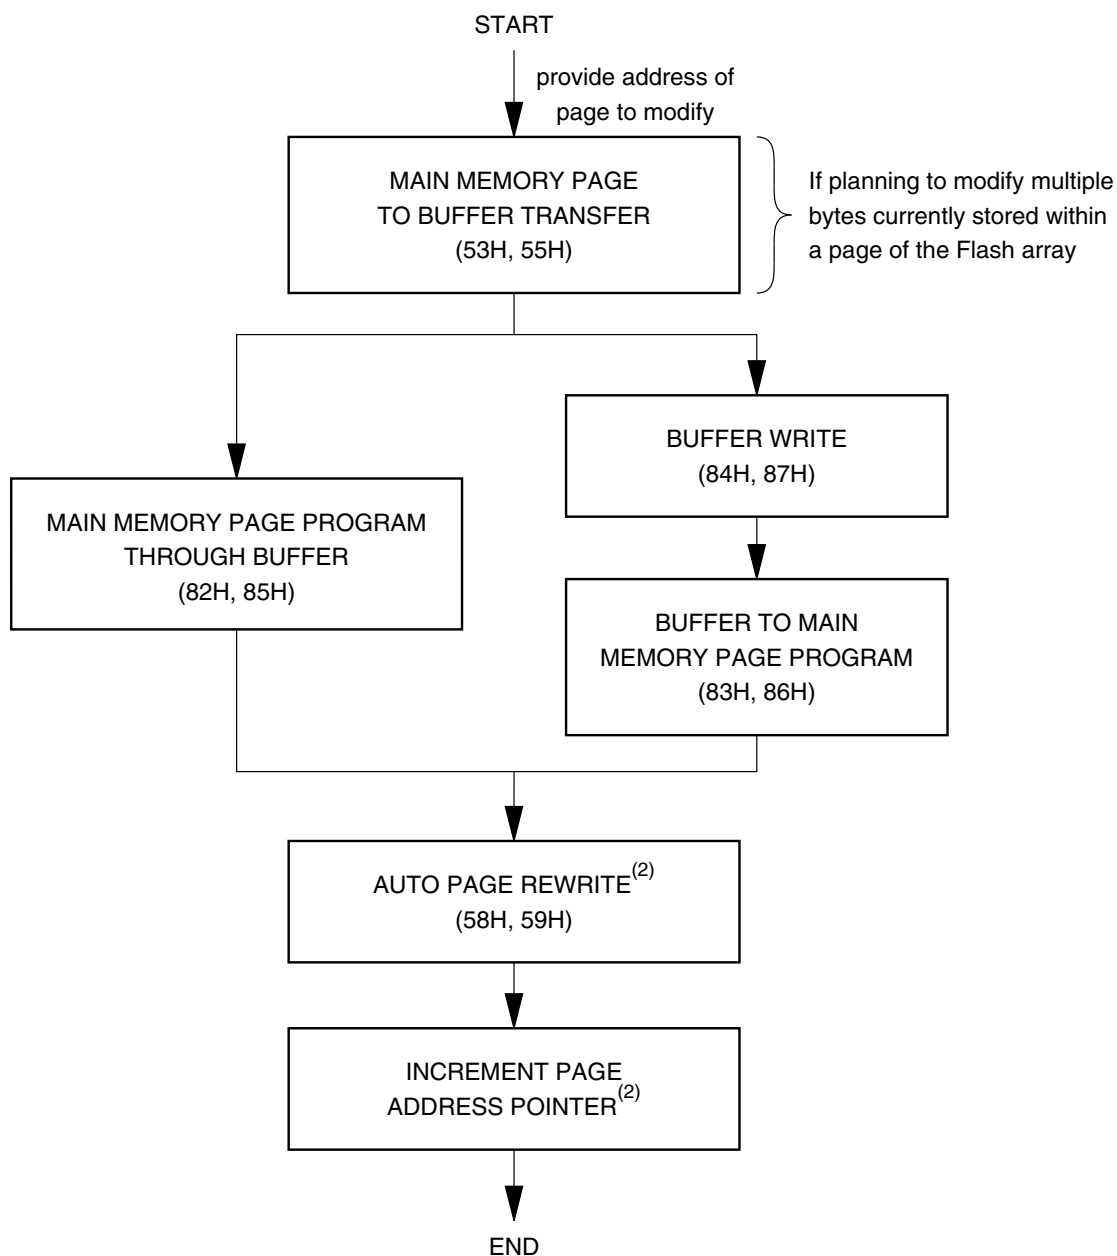 START
provide address of
page to modify
MAIN MEMORY PAGE
TO BUFFER TRANSFER
(53H, 55H)
If planning to modify multiple
bytes currently stored within
a page of the Flash array
BUFFER WRITE
(84H, 87H)
MAIN MEMORY PAGE PROGRAM
THROUGH BUFFER
(82H, 85H)
BUFFER TO MAIN
MEMORY PAGE PROGRAM
(83H, 86H)
AUTO PAGE REWRITE(2)
(58H, 59H)
INCREMENT PAGE
ADDRESS POINTER(2)
END